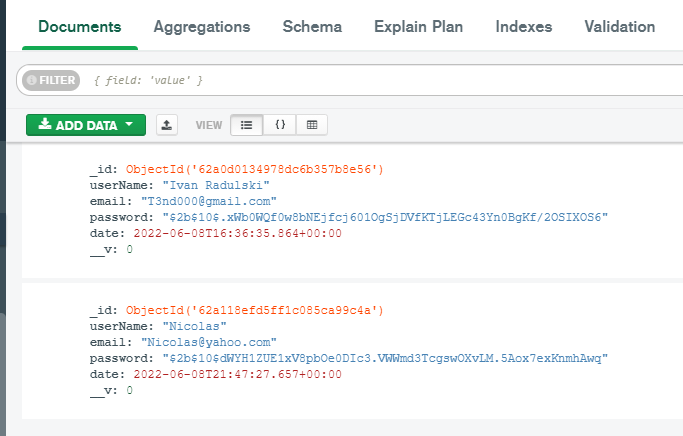 Documents Aggregations Schema Explain Plan Indexes Validation
FILTER { field: 'value' }
ADD DATA VIEW {}
_id: ObjectId('62a0d0134978dc6b357b8e56')
userName: "Ivan Radulski"
email: "T3nd000@gmail.com"
password: "$2b$10$.xWb0WQf0w8bNEjfcj601OgSjDVfKTjLEGc43Yn0BgKf/2OSIXOS6"
date: 2022-06-08T16:36:35.864+00:00
__v: 0
_id: ObjectId('62a118efd5ff1c085ca99c4a')
userName: "Nicolas"
email: "Nicolas@yahoo.com"
password: "$2b$10$dWYH1ZUE1xV8pbOe0DIc3.VWWmd3TcgswOXvLM.5Aox7exKnmhAwq"
date: 2022-06-08T21:47:27.657+00:00
__v: 0